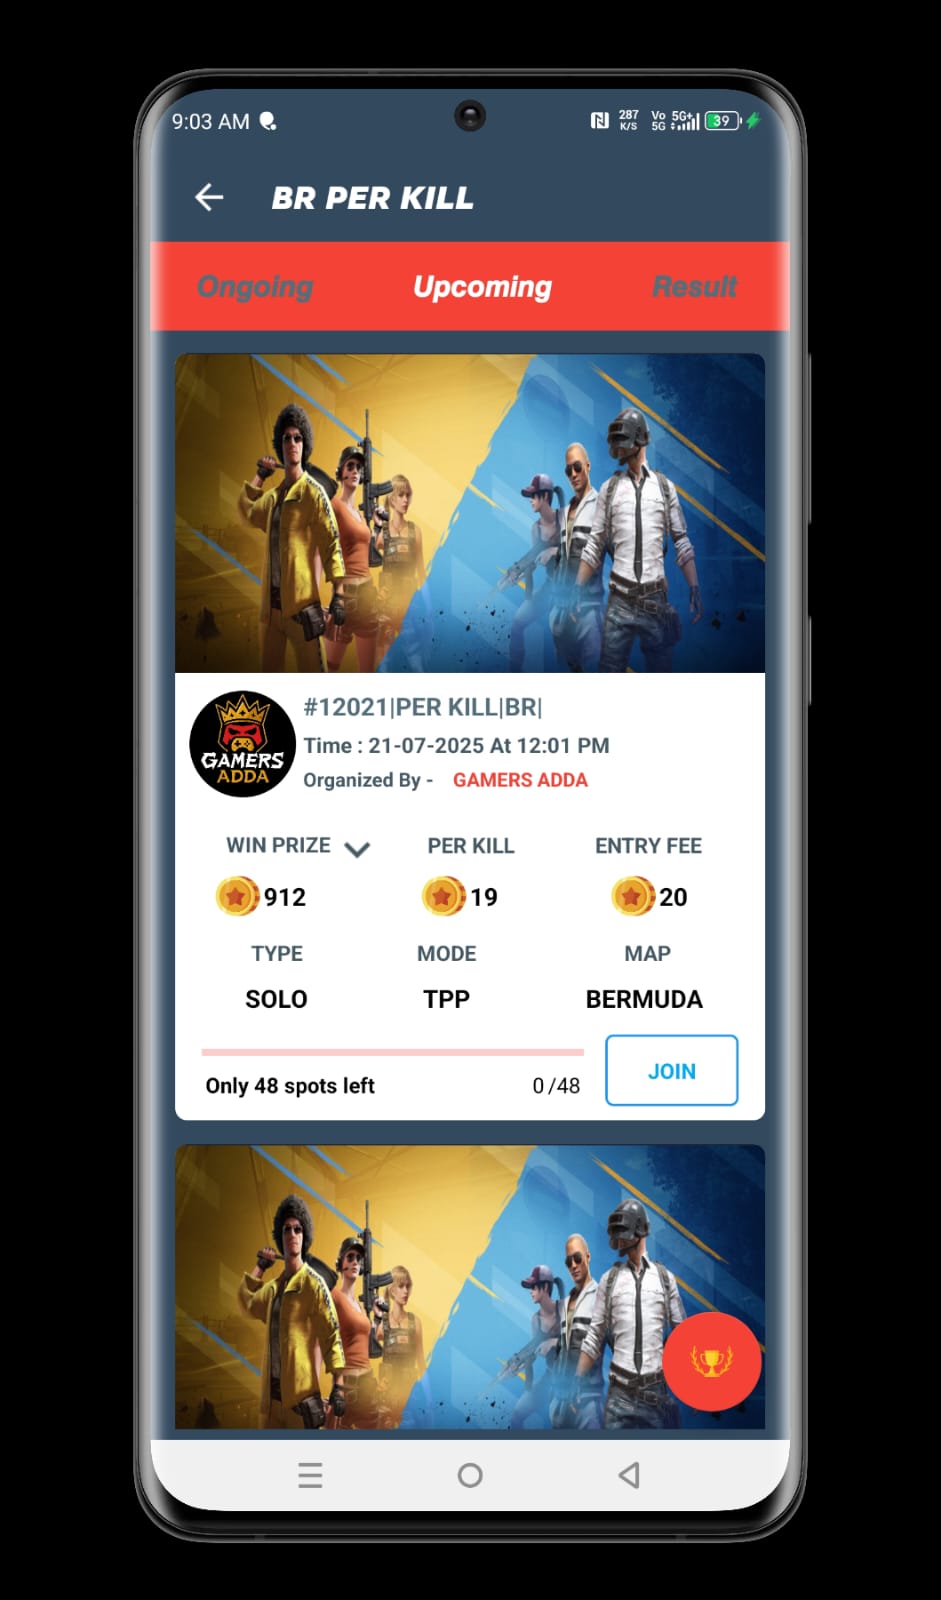 9:03 AM
287 K/S Vo 5G 5G+ 39
BR PER KILL
Ongoing Upcoming Result
GAMERS
ADDA
#12021|PER KILL|BR|
Time : 21-07-2025 At 12:01 PM
Organized By - GAMERS ADDA
WIN PRIZE PER KILL ENTRY FEE
912 19 20
TYPE MODE MAP
SOLO TPP BERMUDA
Only 48 spots left 0/48 JOIN